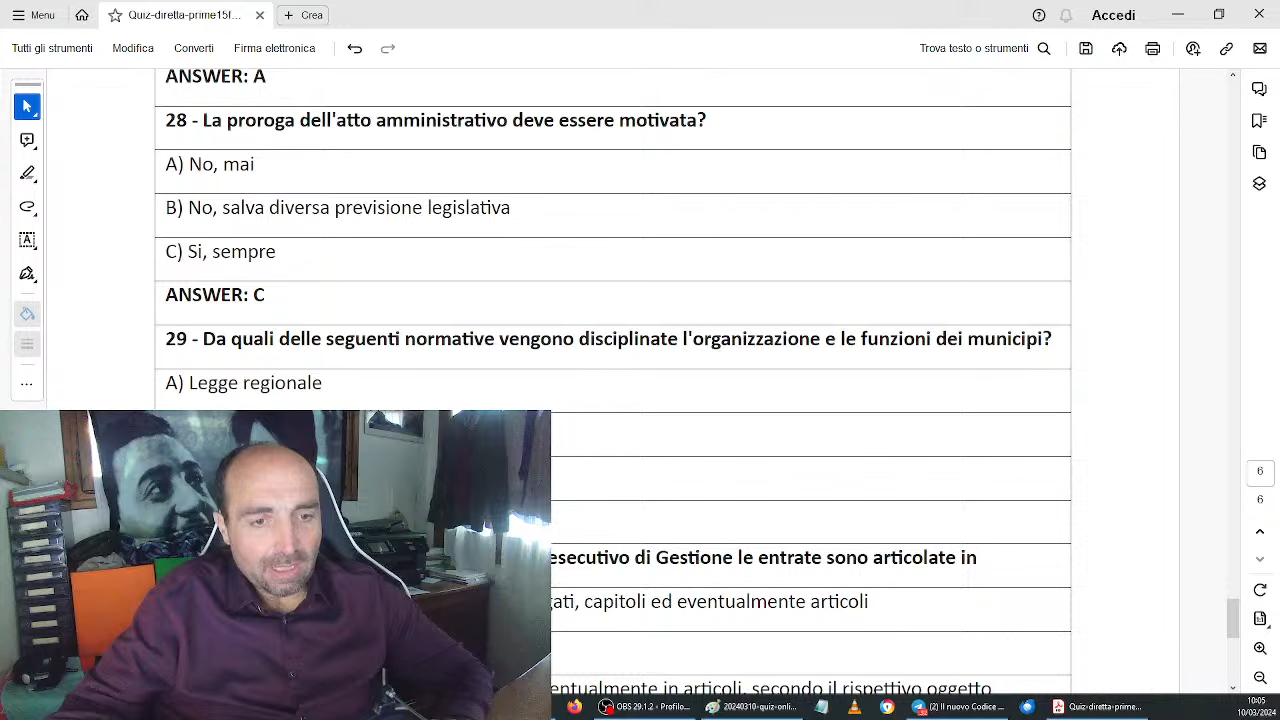 Menu
Quiz-diretta-prime15f...
Crea
Accedi
Tutti gli strumenti
Modifica
Converti
Firma elettronica
Trova testo o strumenti
ANSWER: A
28 - La proroga dell'atto amministrativo deve essere motivata?
A) No, mai
B) No, salva diversa previsione legislativa
C) Si, sempre
ANSWER: C
29 - Da quali delle seguenti normative vengono disciplinate l'organizzazione e le funzioni dei municipi?
A) Legge regionale
esecutivo di Gestione le entrate sono articolate in
capitoli ed eventualmente articoli
in articoli, secondo il rispettivo oggetto
6
6
OBS 29.1.2 - Profilo...
20240310-quiz-onli...
(2) Il nuovo Codice ...
Quiz-diretta-prime...
10:05
10/03/2024